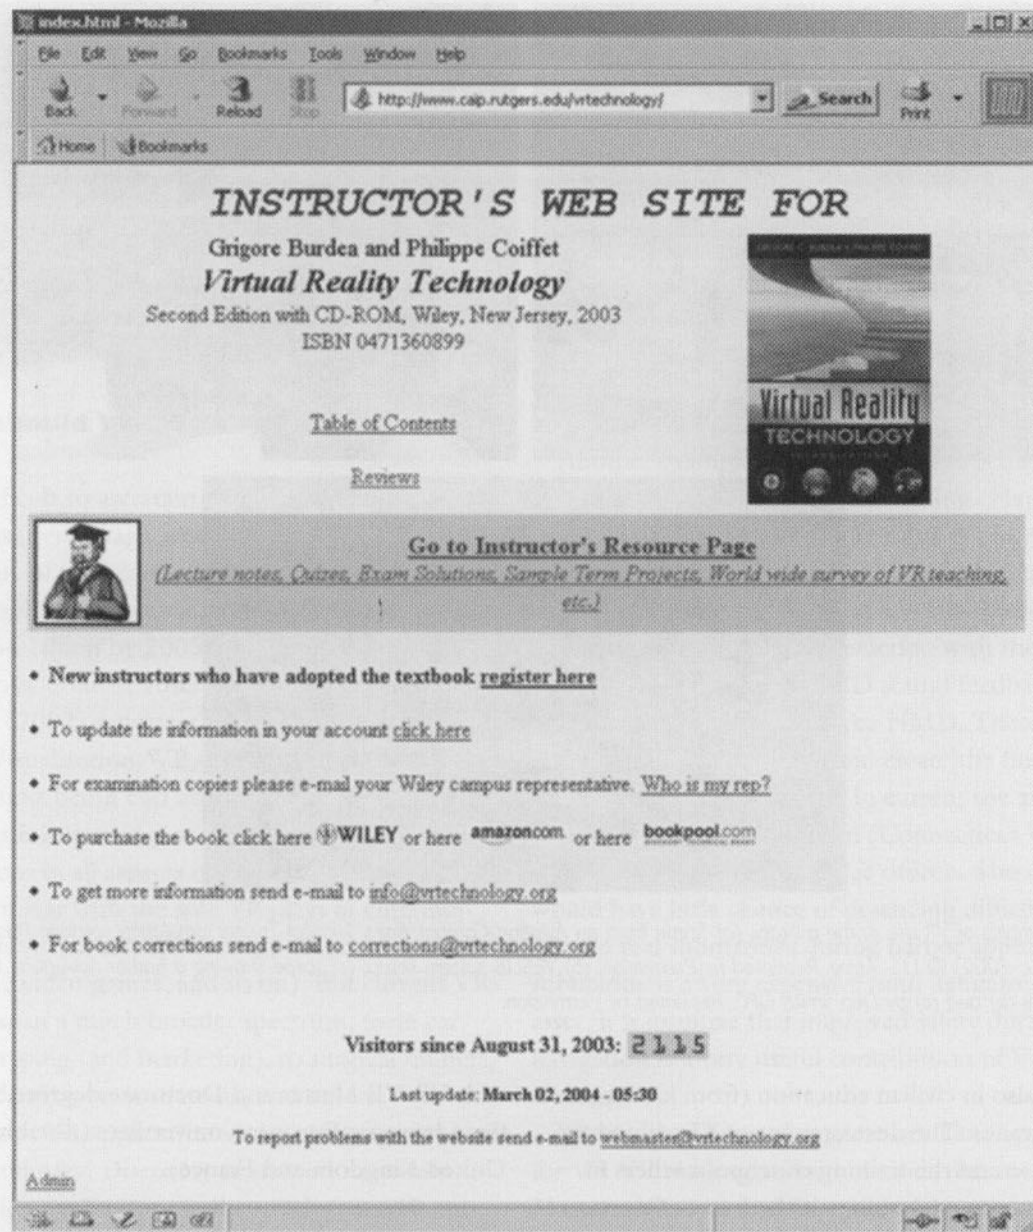 index.html - Mozilla
File Edit View Go Bookmarks Tools Window Help
Back Forward Reload Stop http://www.caip.rutgers.edu/vrtechnology/ Search Print
Home Bookmarks
INSTRUCTOR'S WEB SITE FOR
Grigore Burdea and Philippe Coiffet
Virtual Reality Technology
Second Edition with CD-ROM, Wiley, New Jersey, 2003
ISBN 0471360899
Virtual Reality
TECHNOLOGY
Table of Contents
Reviews
Go to Instructor's Resource Page
(Lecture notes, Quizes, Exam Solutions, Sample Term Projects, World wide survey of VR teaching,
etc.)
• New instructors who have adopted the textbook register here
• To update the information in your account click here
• For examination copies please e-mail your Wiley campus representative. Who is my rep?
• To purchase the book click here WILEY or here amazon.com. or here bookpool.com
• To get more information send e-mail to info@vrtechnology.org
• For book corrections send e-mail to corrections@vrtechnology.org
Visitors since August 31, 2003: 2115
Last update: March 02, 2004 - 05:30
To report problems with the website send e-mail to webmaster@vrtechnology.org
Admin